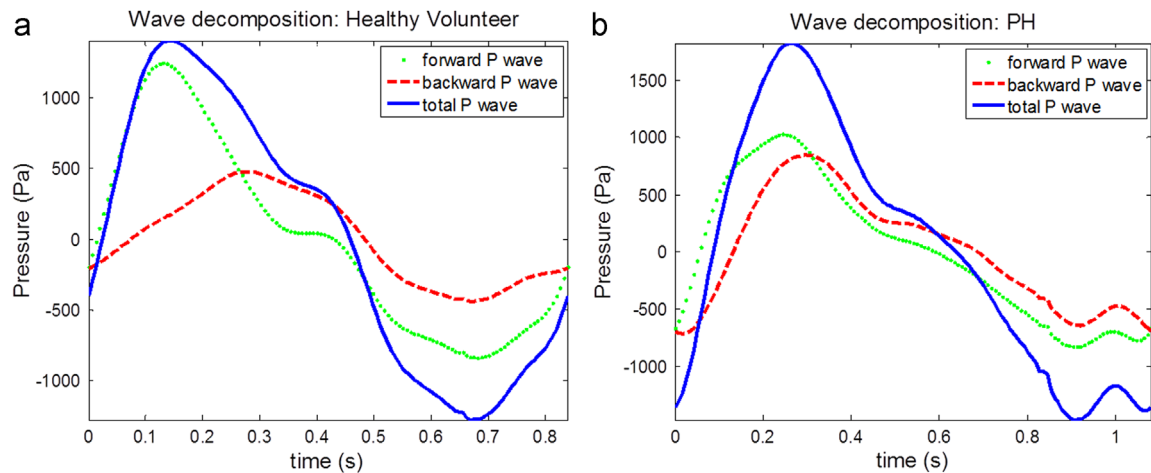 a
Wave decomposition: Healthy Volunteer
forward P wave
backward P wave
total P wave
Pressure (Pa)
1000
500
0
-500
-1000
0 0.1 0.2 0.3 0.4 0.5 0.6 0.7 0.8
time (s)
b
Wave decomposition: PH
forward P wave
backward P wave
total P wave
Pressure (Pa)
1500
1000
500
0
-500
-1000
0 0.2 0.4 0.6 0.8 1
time (s)